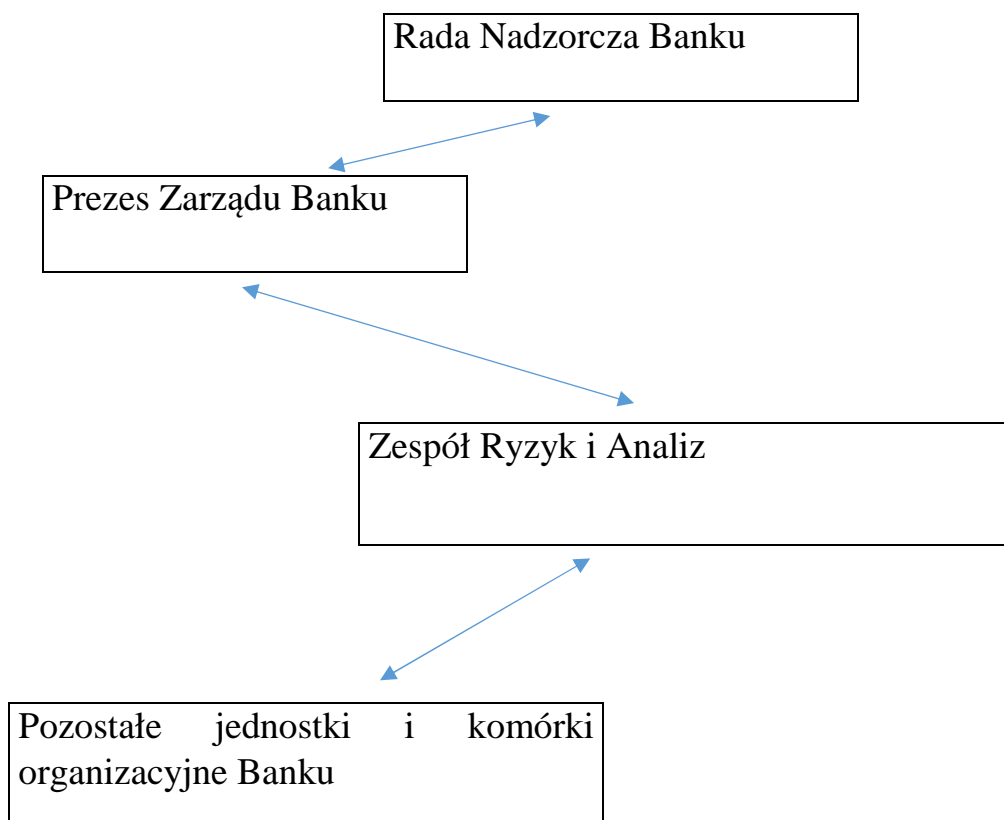 Rada Nadzorcza Banku
Prezes Zarządu Banku
Zespół Ryzyk i Analiz
Pozostałe jednostki i komórki
organizacyjne Banku